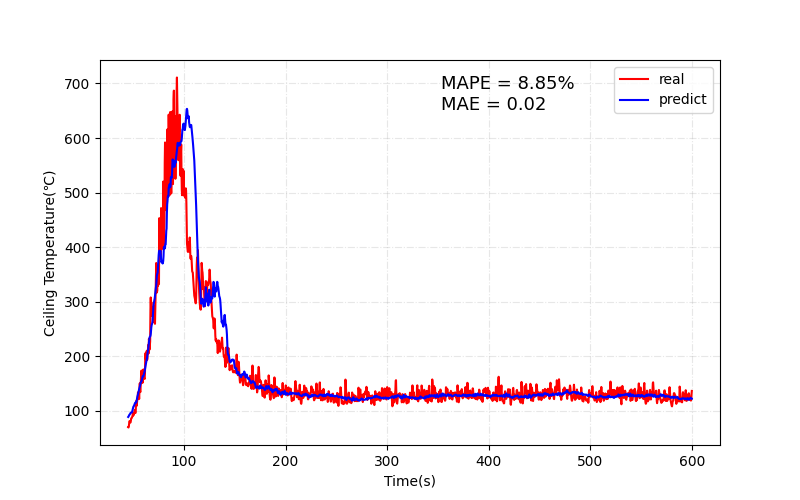 MAPE = 8.85%
MAE = 0.02
real
predict
Ceiling Temperature(℃)
700
600
500
400
300
200
100
100 200 300 400 500 600
Time(s)